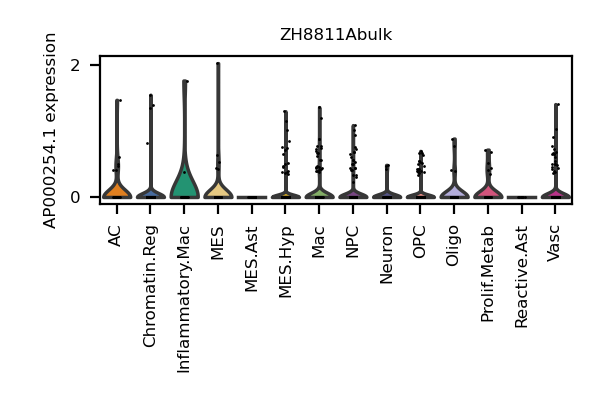 ZH8811Abulk
AP000254.1 expression
2
0
AC
Chromatin.Reg
Inflammatory.Mac
MES
MES.Ast
MES.Hyp
Mac
NPC
Neuron
OPC
Oligo
Prolif.Metab
Reactive.Ast
Vasc